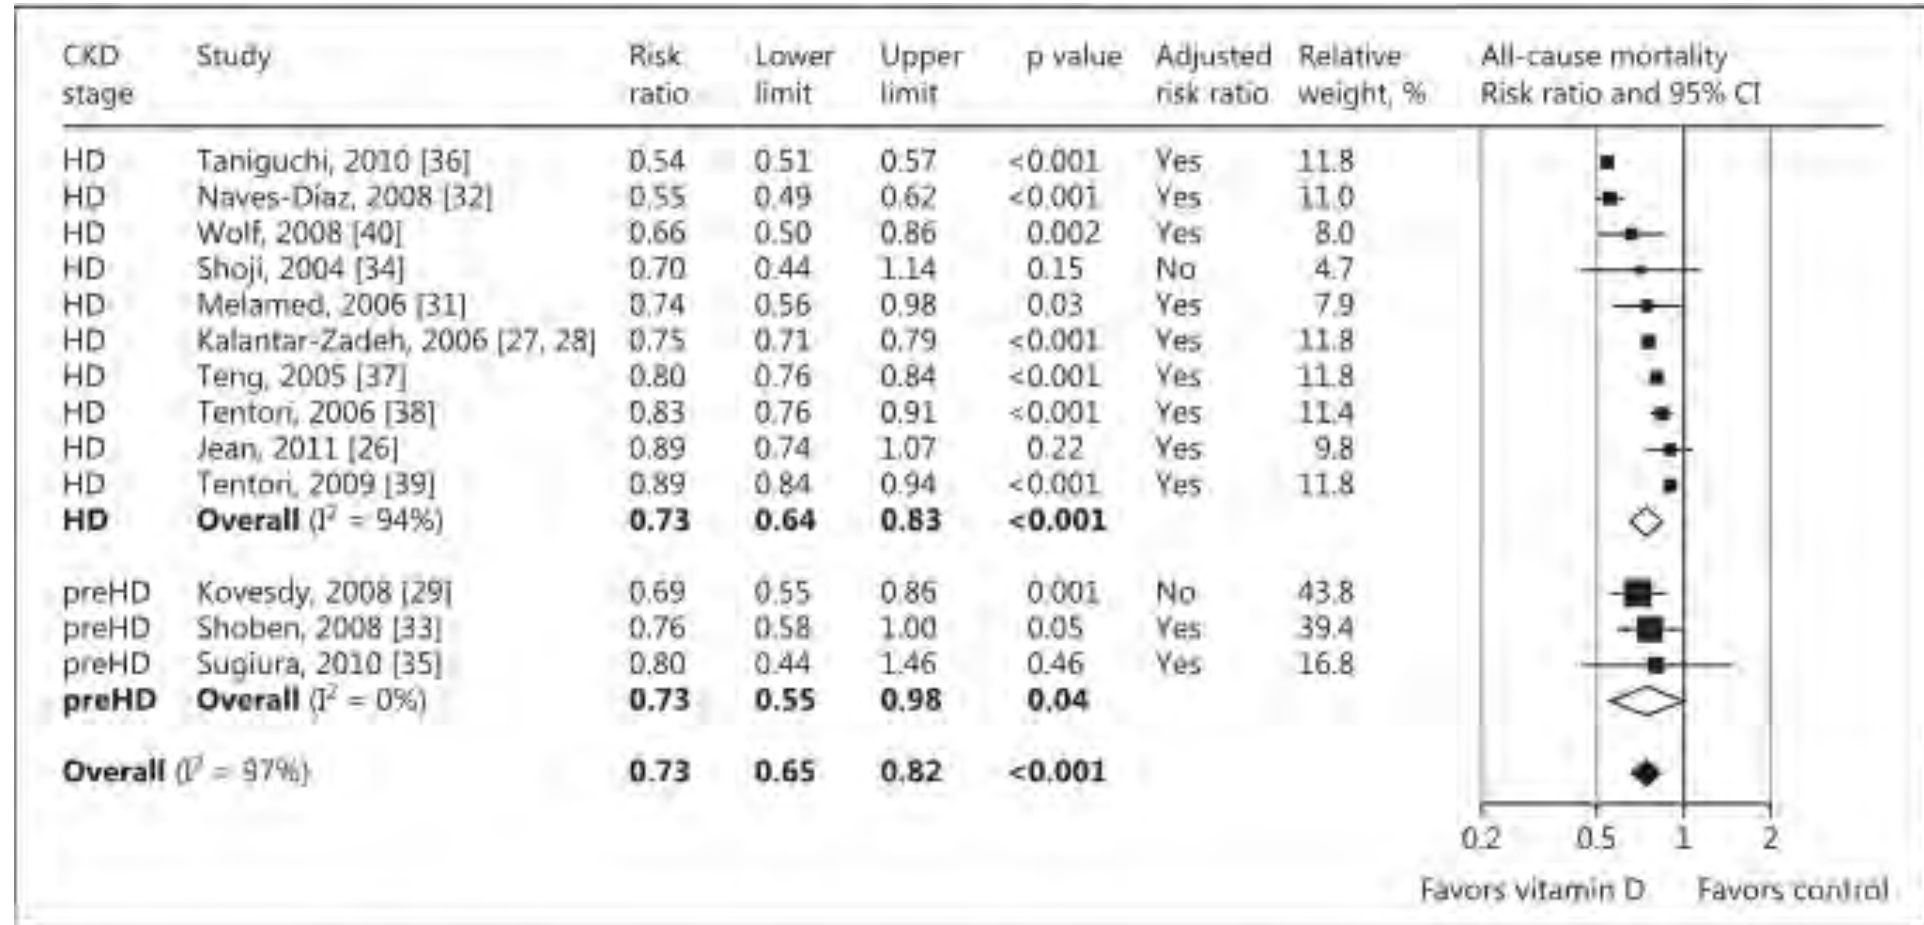 CKD stage Study Risk ratio Lower limit Upper limit p value Adjusted risk ratio Relative weight, % All-cause mortality Risk ratio and 95% CI
HD Taniguchi, 2010 [36] 0.54 0.51 0.57 <0.001 Yes 11.8
HD Naves-Díaz, 2008 [32] 0.55 0.49 0.62 <0.001 Yes 11.0
HD Wolf, 2008 [40] 0.66 0.50 0.86 0.002 Yes 8.0
HD Shoji, 2004 [34] 0.70 0.44 1.14 0.15 No 4.7
HD Melamed, 2006 [31] 0.74 0.56 0.98 0.03 Yes 7.9
HD Kalantar-Zadeh, 2006 [27, 28] 0.75 0.71 0.79 <0.001 Yes 11.8
HD Teng, 2005 [37] 0.80 0.76 0.84 <0.001 Yes 11.8
HD Tentori, 2006 [38] 0.83 0.76 0.91 <0.001 Yes 11.4
HD Jean, 2011 [26] 0.89 0.74 1.07 0.22 Yes 9.8
HD Tentori, 2009 [39] 0.89 0.84 0.94 <0.001 Yes 11.8
HD Overall (I² = 94%) 0.73 0.64 0.83 <0.001
preHD Kovesdy, 2008 [29] 0.69 0.55 0.86 0.001 No 43.8
preHD Shoben, 2008 [33] 0.76 0.58 1.00 0.05 Yes 39.4
preHD Sugiura, 2010 [35] 0.80 0.44 1.46 0.46 Yes 16.8
preHD Overall (I² = 0%) 0.73 0.55 0.98 0.04
Overall (I² = 97%) 0.73 0.65 0.82 <0.001
0.2 0.5 1 2
Favors vitamin D Favors control